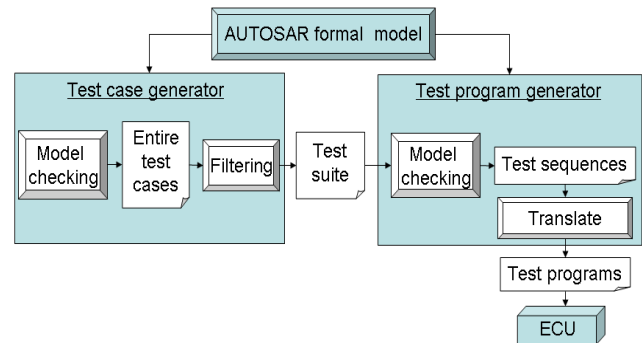 AUTOSAR formal model
Test case generator
Model
checking
Entire
test
cases
Filtering
Test
suite
Test program generator
Model
checking
Test sequences
Translate
Test programs
ECU